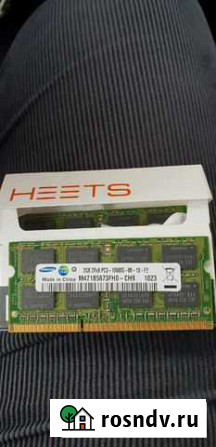 HEETS
SAMSUNG
2GB 2Rx8 PC3-10600S-09-10-F2
Made in China M471B5673FH0-CH9 1023
rosndv.ru